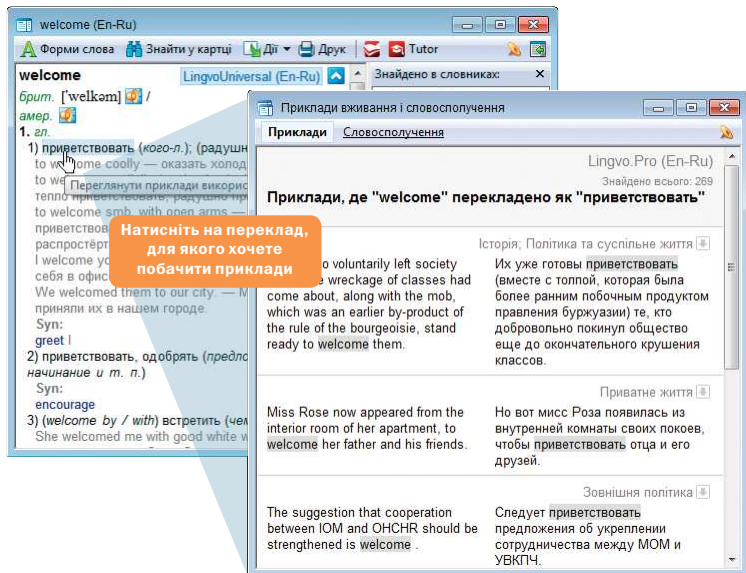 welcome (En-Ru)
Форми слова Знайти у картці Дії Друк Tutor
welcome LingvoUniversal (En-Ru) Знайдено в словниках:
брит. ['welkəm] /
амер.
1. гл.
1) приветствовать (кого-л.); (радушн
to welcome coolly — оказать холод
to we
Переглянути приклади викорис
тепло приветствовать, радушно при
to welcome smb. with open arms —
приветствов
распростёрт
I welcome yo
себя в офис
We welcomed them to our city. — М
приняли их в нашем городе.
Syn:
greet I
2) приветствовать, одобрять (предло
начинание и т. п.)
Syn:
encourage
3) (welcome by / with) встретить (чем
She welcomed me with good white w
Натисніть на переклад,
для якого хочете
побачити приклади
Приклади вживання і словосполучення
Приклади Словосполучення
Lingvo.Pro (En-Ru)
Знайдено всього: 269
Приклади, де "welcome" перекладено як "приветствовать"
Історія; Політика та суспільне життя
o voluntarily left society
e wreckage of classes had
come about, along with the mob,
which was an earlier by-product of
the rule of the bourgeoisie, stand
ready to welcome them.
Их уже готовы приветствовать
(вместе с толпой, которая была
более ранним побочным продуктом
правления буржуазии) те, кто
добровольно покинул общество
еще до окончательного крушения
классов.
Приватне життя
Miss Rose now appeared from the
interior room of her apartment, to
welcome her father and his friends.
Но вот мисс Роза появилась из
внутренней комнаты своих покоев,
чтобы приветствовать отца и его
друзей.
Зовнішня політика
The suggestion that cooperation
between IOM and OHCHR should be
strengthened is welcome .
Следует приветствовать
предложения об укреплении
сотрудничества между МОМ и
УВКПЧ.